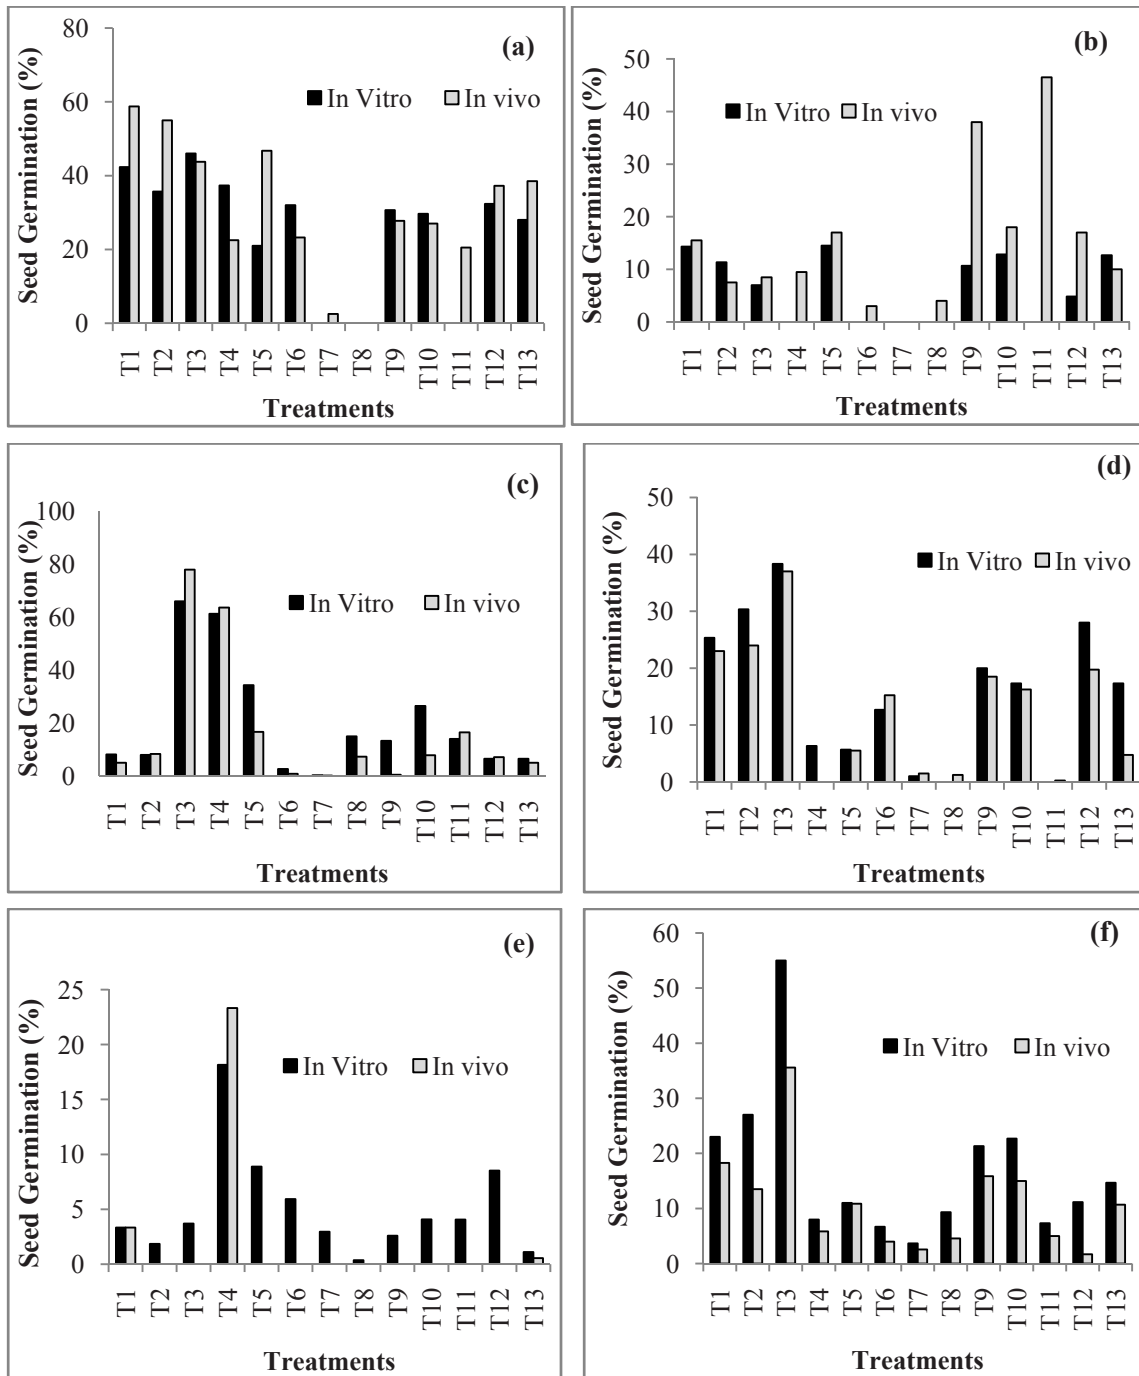 (a)
Seed Germination (%)
80
60
40
20
0
In Vitro In vivo
T1 T2 T3 T4 T5 T6 T7 T8 T9 T10 T11 T12 T13
Treatments
(b)
Seed Germination (%)
50
40
30
20
10
0
In Vitro In vivo
T1 T2 T3 T4 T5 T6 T7 T8 T9 T10 T11 T12 T13
Treatments
(c)
Seed Germination (%)
100
80
60
40
20
0
In Vitro In vivo
T1 T2 T3 T4 T5 T6 T7 T8 T9 T10 T11 T12 T13
Treatments
(d)
Seed Germination (%)
50
40
30
20
10
0
In Vitro In vivo
T1 T2 T3 T4 T5 T6 T7 T8 T9 T10 T11 T12 T13
Treatments
(e)
Seed Germination (%)
25
20
15
10
5
0
In Vitro In vivo
T1 T2 T3 T4 T5 T6 T7 T8 T9 T10 T11 T12 T13
Treatments
(f)
Seed Germination (%)
60
50
40
30
20
10
0
In Vitro In vivo
T1 T2 T3 T4 T5 T6 T7 T8 T9 T10 T11 T12 T13
Treatments